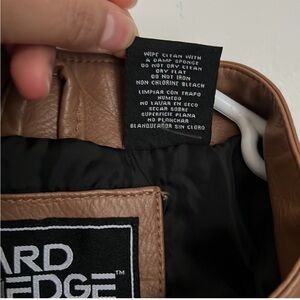 WIPE CLEAN WITH
A DAMP SPONGE
DO NOT DRY CLEAN
DRY FLAT
DO NOT IRON
NON CHLORINE BLEACH
LIMPIAR CON TRAPO
HUMEDO
NO LAVAR EN SECO
SECAR SOBRE
SUPERFICIE PLANA
NO PLANCHAR
BLANQUEADOR SIN CLORO
ARD
EDGE™